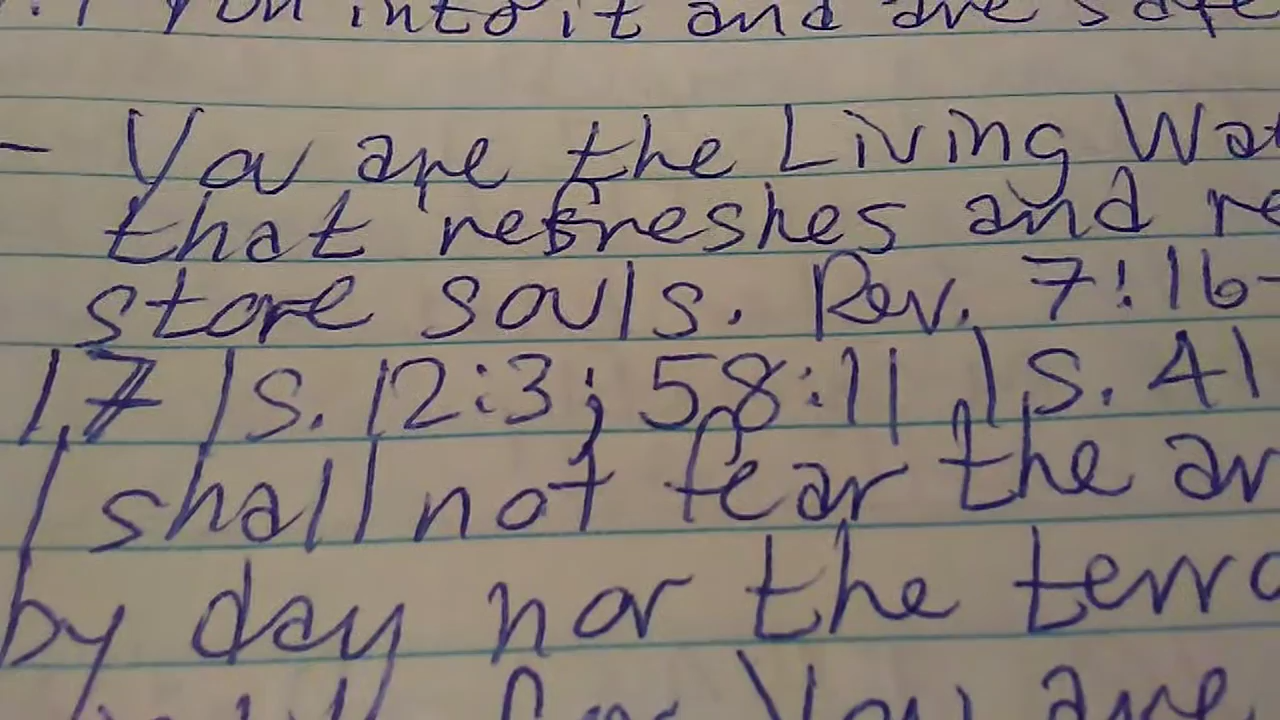 run into it and are safe
- You are the Living Wat
that refreshes and re
store souls. Rev. 7:16-
17 Is. 12:3; 58:11, Is. 41
I shall not fear the ar
by day nor the terro
You are